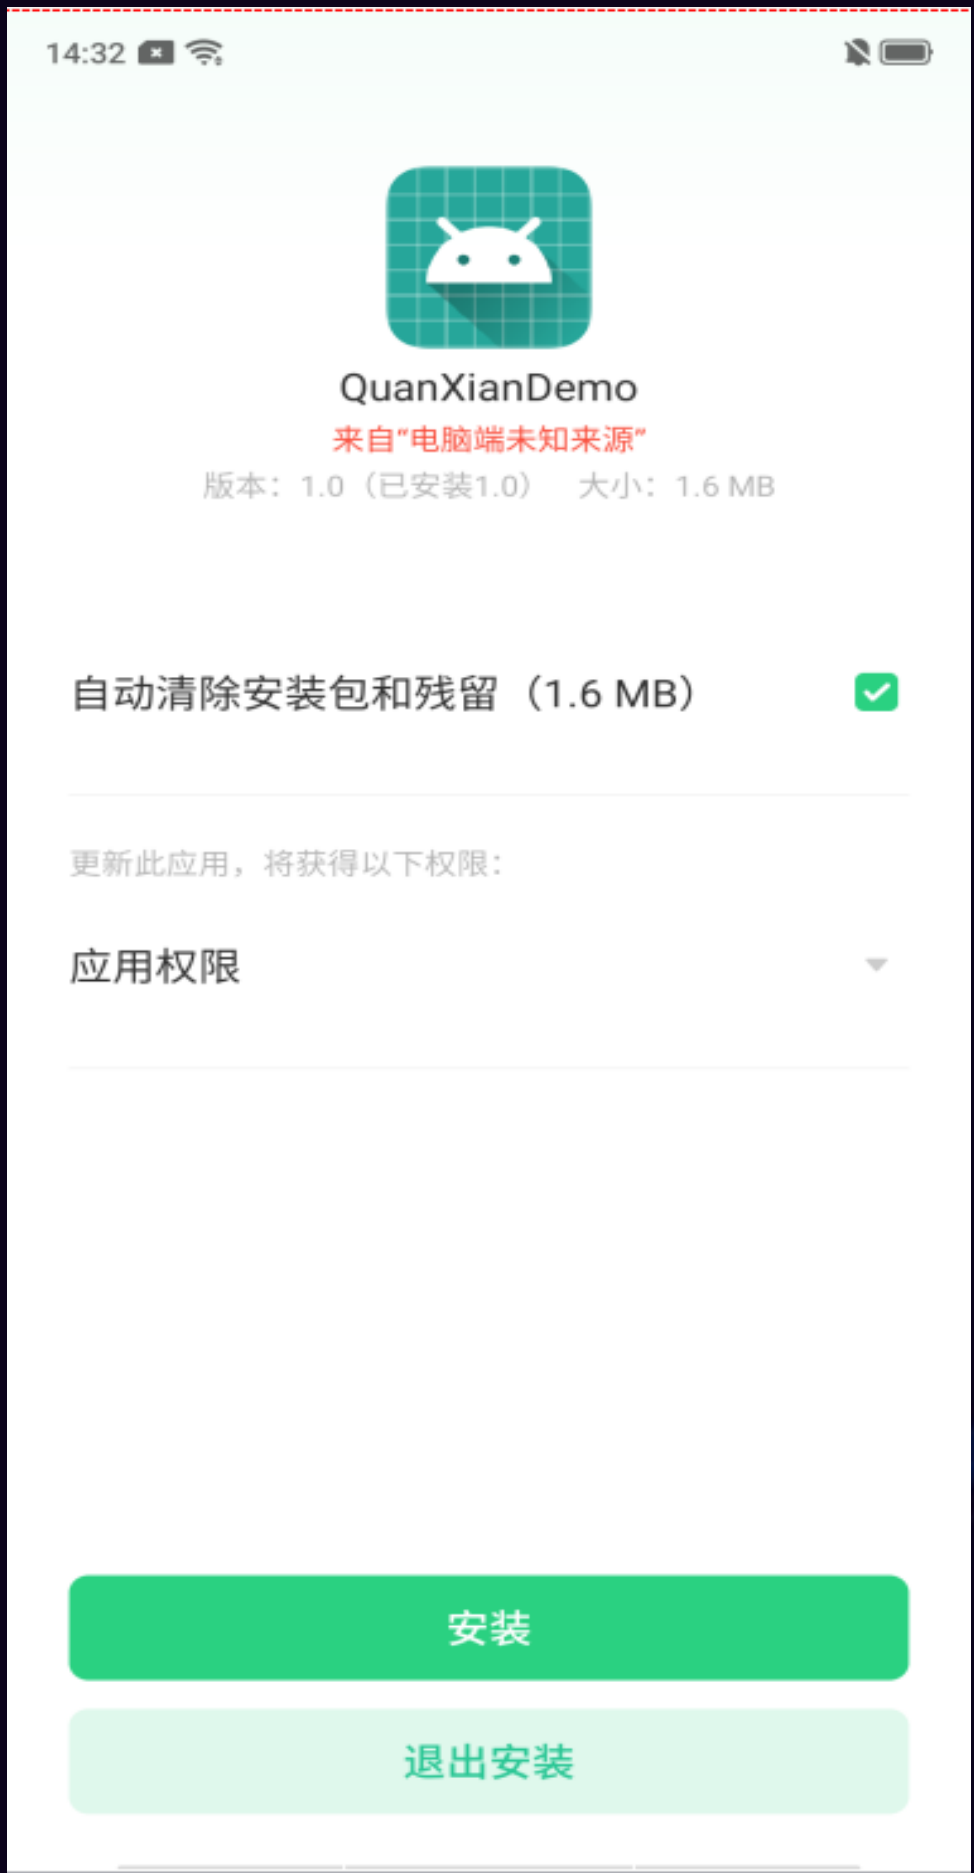 14:32
QuanXianDemo
来自“电脑端未知来源”
版本：1.0（已安装1.0） 大小：1.6 MB
自动清除安装包和残留（1.6 MB）
更新此应用，将获得以下权限：
应用权限
安装
退出安装